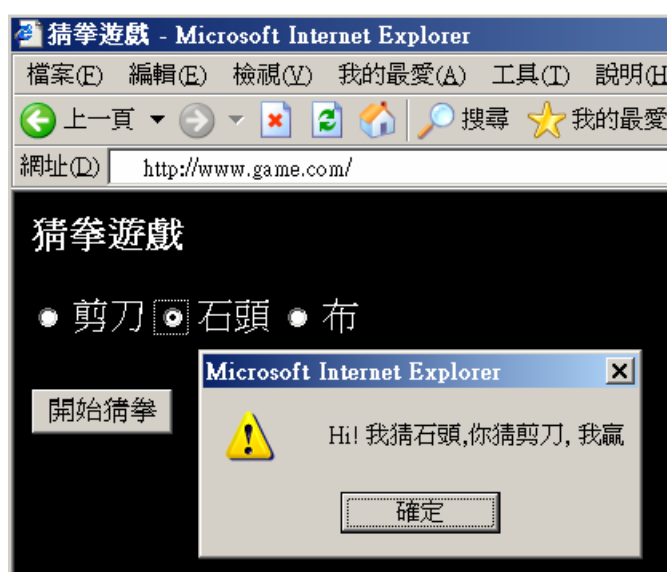 猜拳遊戲 - Microsoft Internet Explorer
檔案(F) 編輯(E) 檢視(V) 我的最愛(A) 工具(T) 說明(H
上一頁 搜尋 我的最愛
網址(D) http://www.game.com/
猜拳遊戲
剪刀 石頭 布
開始猜拳
Microsoft Internet Explorer
Hi! 我猜石頭,你猜剪刀, 我贏
確定